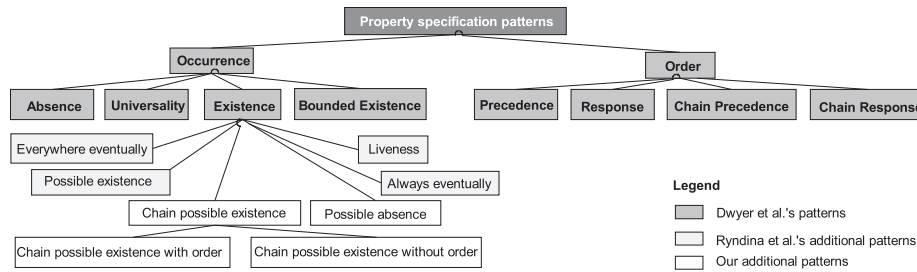 Property specification patterns
Occurrence
Order
Absence
Universality
Existence
Bounded Existence
Precedence
Response
Chain Precedence
Chain Response
Everywhere eventually
Liveness
Possible existence
Always eventually
Chain possible existence
Possible absence
Chain possible existence with order
Chain possible existence without order
Legend
Dwyer et al.'s patterns
Ryndina et al.'s additional patterns
Our additional patterns